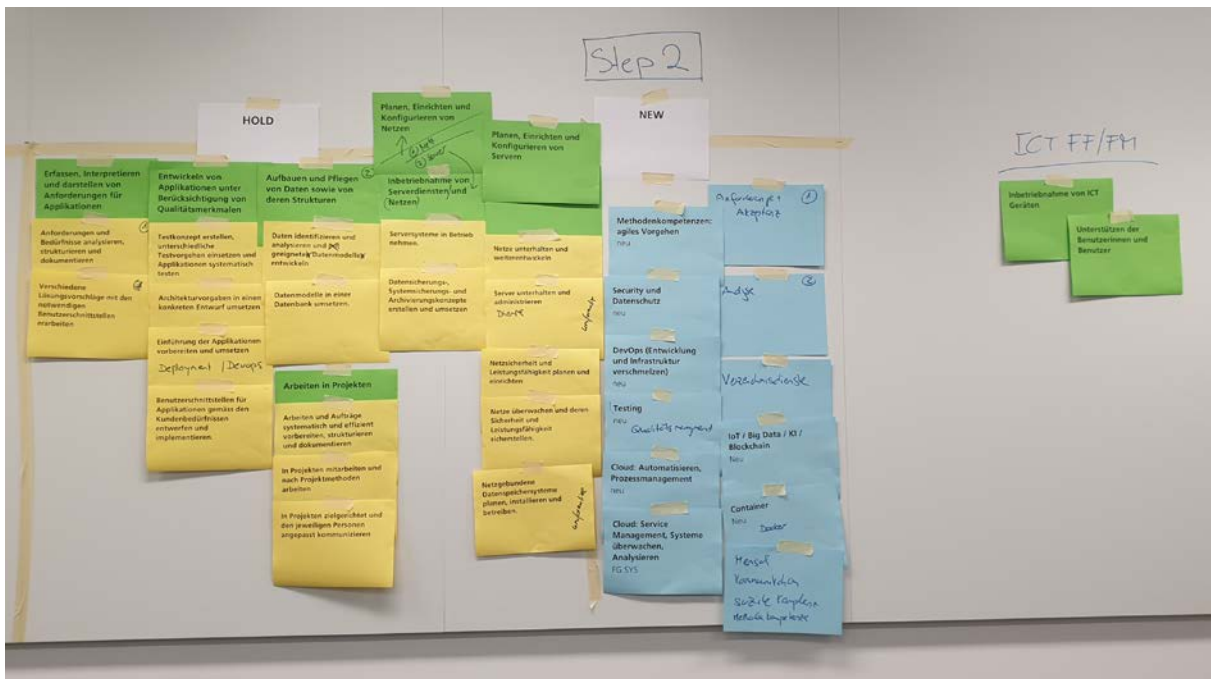 Step 2
HOLD
Erfassen, Interpretieren
und darstellen von
Anforderungen für
Applikationen
Anforderungen und
Bedürfnisse analysieren,
strukturieren und
dokumentieren
Verschiedene
Lösungsvorschläge mit den
notwendigen
Benutzerschnittstellen
erarbeiten
Entwickeln von
Applikationen unter
Berücksichtigung von
Qualitätsmerkmalen
Testkonzept erstellen,
unterschiedliche
Testvorgehen einsetzen und
Applikationen systematisch
testen
Architekturvorgaben in einen
konkreten Entwurf umsetzen
Einführung der Applikationen
vorbereiten und umsetzen
Deployment / Devops
Benutzerschnittstellen für
Applikationen gemäss den
Kundenbedürfnissen
entwerfen und
implementieren.
Aufbauen und Pflegen
von Daten sowie von
deren Strukturen
2
Daten identifizieren und
analysieren und
geeignete Datenmodelle
entwickeln
Datenmodelle in einer
Datenbank umsetzen.
Arbeiten in Projekten
Arbeiten und Aufträge
systematisch und effizient
vorbereiten, strukturieren
und dokumentieren
In Projekten mitarbeiten und
nach Projektmethoden
arbeiten
In Projekten zielgerichtet und
den jeweiligen Personen
angepasst kommunizieren
Planen, Einrichten und
Konfigurieren von
Netzen
Inbetriebnahme von
Serverdiensten und
Netzen
Serversysteme in Betrieb
nehmen.
Datensicherungs-,
Systemsicherungs- und
Archivierungskonzepte
erstellen und umsetzen
Planen, Einrichten und
Konfigurieren von
Servern
Netze unterhalten und
weiterentwickeln
Server unterhalten und
administrieren
Netzsicherheit und
Leistungsfähigkeit planen und
einrichten
Netze überwachen und deren
Sicherheit und
Leistungsfähigkeit
sicherstellen.
Netzgebundene
Datenspeichersysteme
planen, installieren und
betreiben.
NEW
Methodenkompetenzen:
agiles Vorgehen
neu
Security und
Datenschutz
neu
DevOps (Entwicklung
und Infrastruktur
verschmelzen)
neu
Testing
neu
Cloud: Automatisieren,
Prozessmanagement
neu
Cloud: Service
Management, Systeme
überwachen,
Analysieren
FG SYS
1
Akzeptanz
2
Verzeichnisdienste
IoT / Big Data / KI /
Blockchain
Neu
Container
Neu
Docker
Kommunikation
ICT FF/FM
Inbetriebnahme von ICT
Geräten
Unterstützen der
Benutzerinnen und
Benutzer